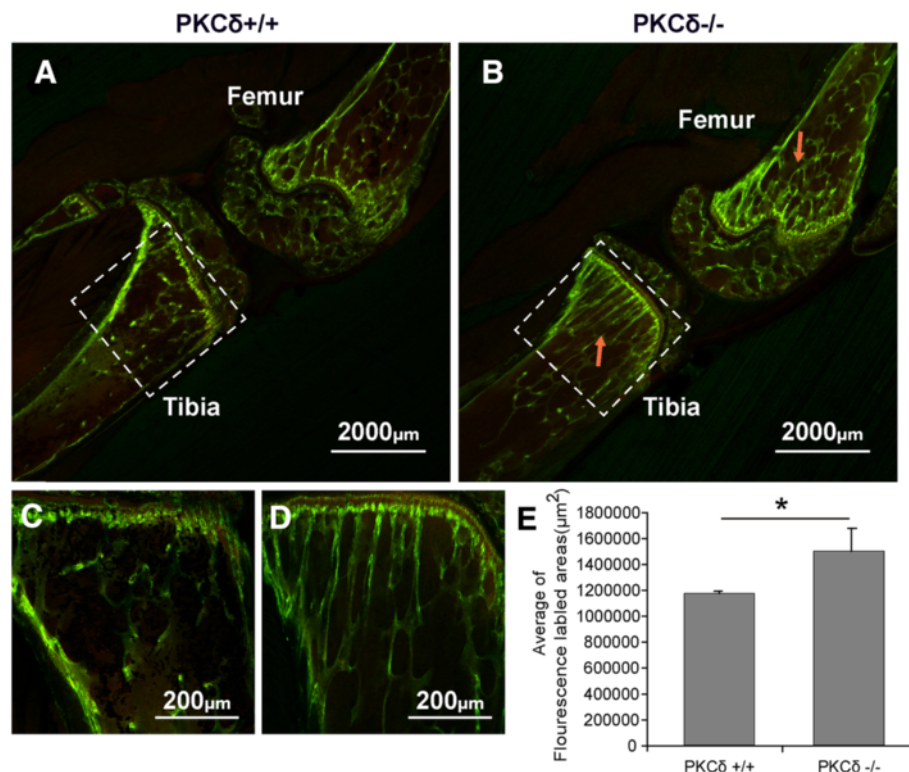 PKCδ+/+
PKCδ-/-
A
Femur
Tibia
2000µm
B
Femur
Tibia
2000µm
C
200µm
D
200µm
E
Average of
Flourescence labled areas(µm²)
1800000
1600000
1400000
1200000
1000000
800000
600000
400000
200000
0
*
PKCδ +/+
PKCδ -/-